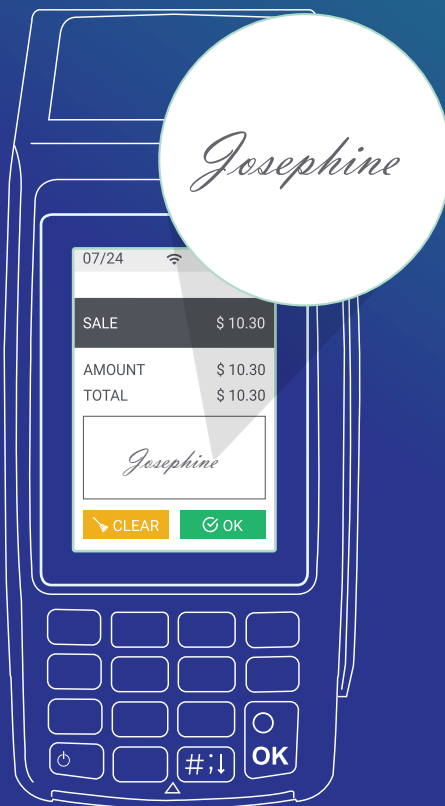 Josephine
07/24
SALE $ 10.30
AMOUNT $ 10.30
TOTAL $ 10.30
Josephine
CLEAR OK
OK
#;